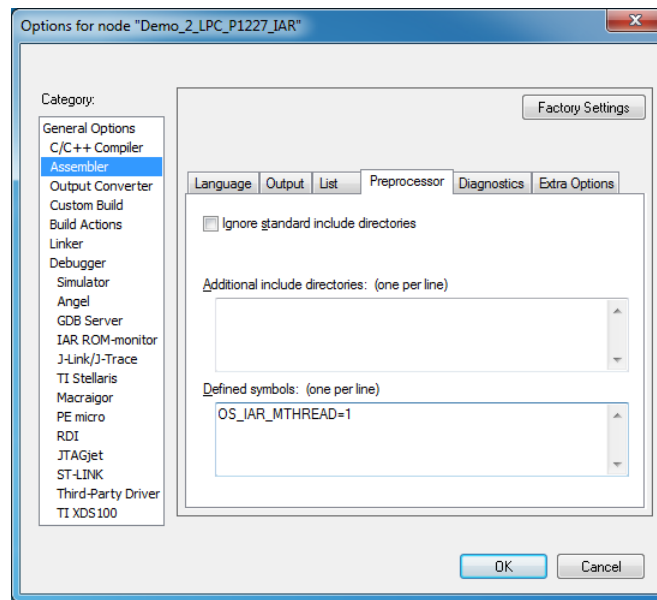 Options for node "Demo_2_LPC_P1227_IAR"
Category:
Factory Settings
General Options
C/C++ Compiler
Assembler
Output Converter
Custom Build
Build Actions
Linker
Debugger
Simulator
Angel
GDB Server
IAR ROM-monitor
J-Link/J-Trace
TI Stellaris
Macraigor
PE micro
RDI
JTAGjet
ST-LINK
Third-Party Driver
TI XDS100
Language Output List Preprocessor Diagnostics Extra Options
Ignore standard include directories
Additional include directories: (one per line)
Defined symbols: (one per line)
OS_IAR_MTHREAD=1
OK Cancel